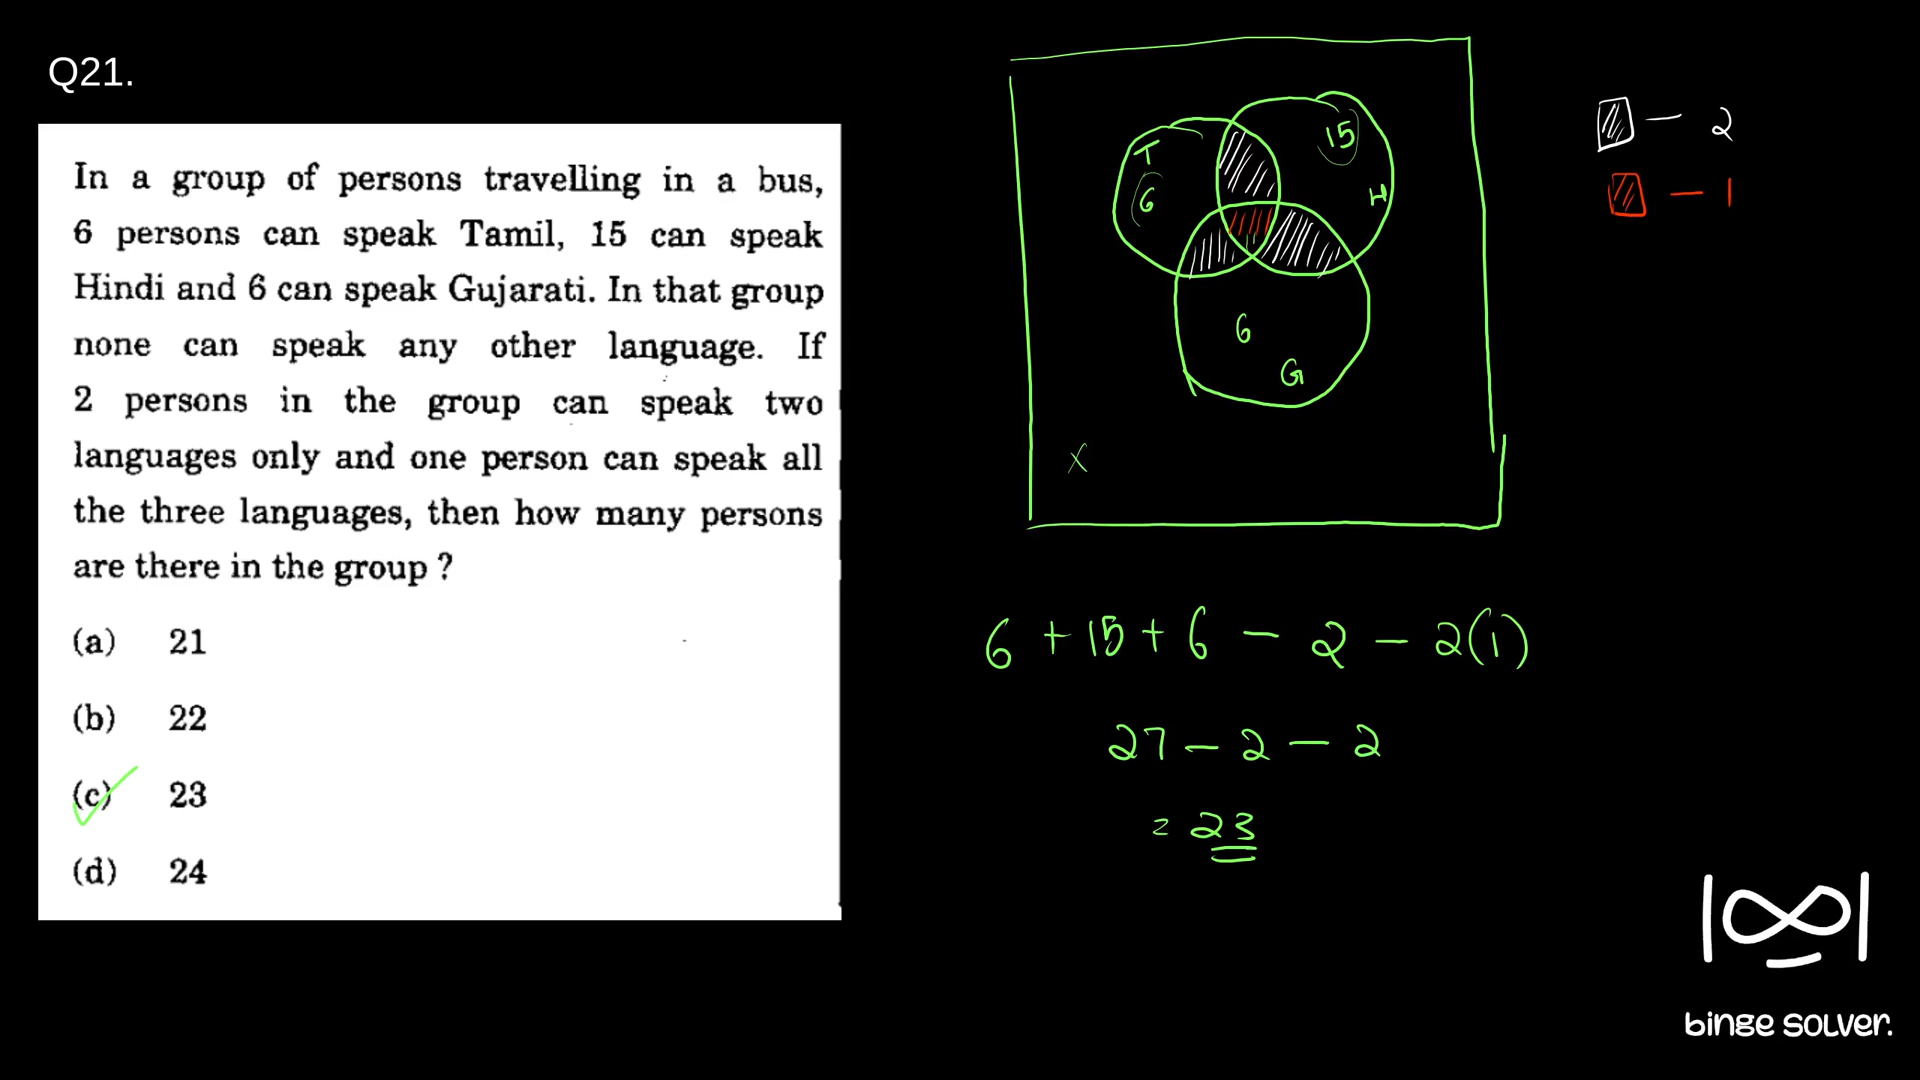 Q21.
In a group of persons travelling in a bus,
6 persons can speak Tamil, 15 can speak
Hindi and 6 can speak Gujarati. In that group
none can speak any other language. If
2 persons in the group can speak two
languages only and one person can speak all
the three languages, then how many persons
are there in the group ?
(a) 21
(b) 22
(c) 23
(d) 24
T
6
15
H
6
G
X
— 2
— 1
6 + 15 + 6 − 2 − 2(1)
27 − 2 − 2
= 23
binge solver.